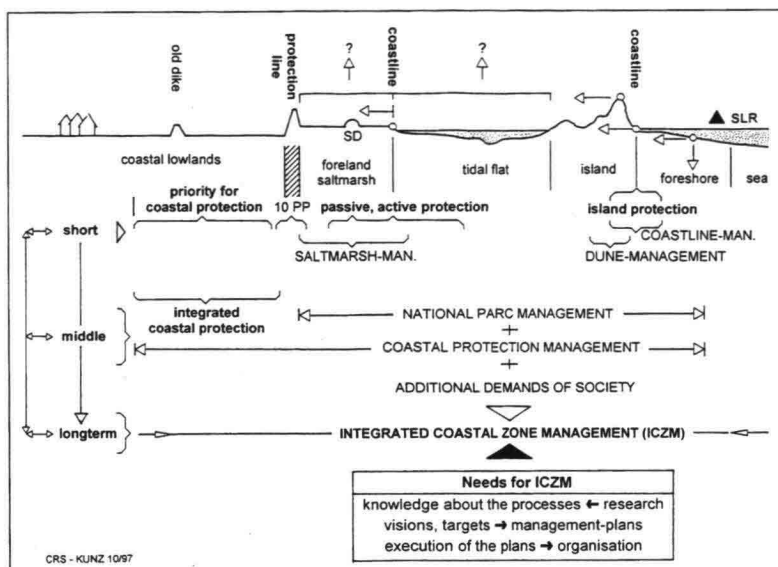 old dike
protection
line
?
coastline
?
coastline
SLR
SD
coastal lowlands
foreland
saltmarsh
tidal flat
island
foreshore
sea
priority for
coastal protection
10 PP
passive, active protection
island protection
short
SALTMARSH-MAN.
COASTLINE-MAN.
DUNE-MANAGEMENT
integrated
coastal protection
NATIONAL PARC MANAGEMENT
+
middle
COASTAL PROTECTION MANAGEMENT
+
ADDITIONAL DEMANDS OF SOCIETY
longterm
INTEGRATED COASTAL ZONE MANAGEMENT (ICZM)
Needs for ICZM
knowledge about the processes ← research
visions, targets → management-plans
execution of the plans → organisation
CRS - KUNZ 10/97